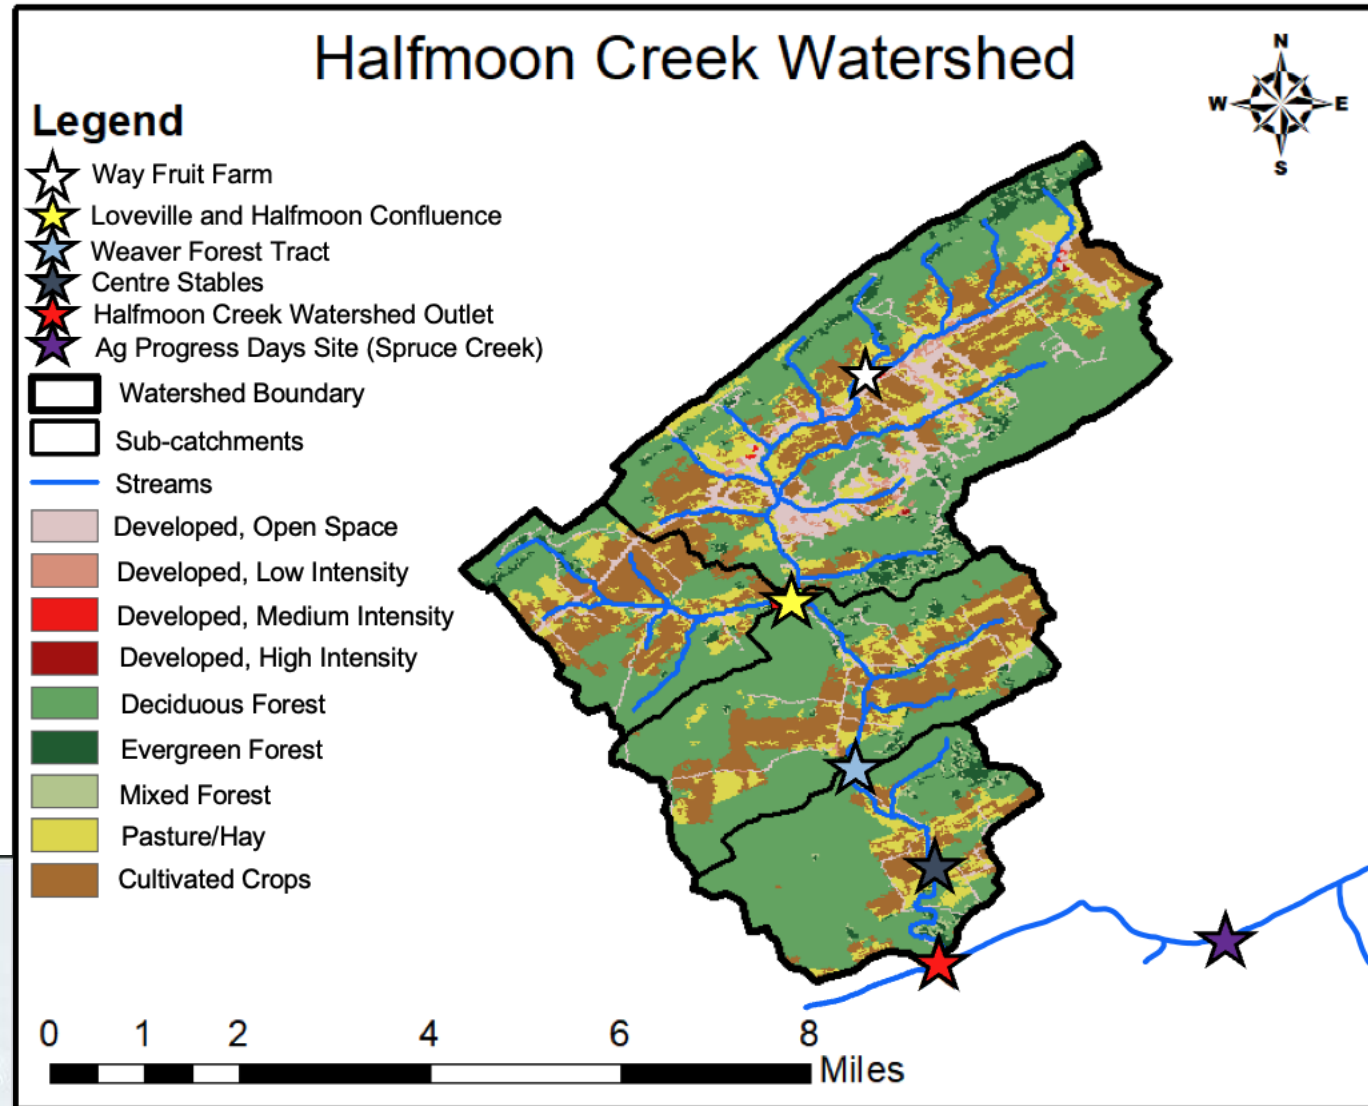 Halfmoon Creek Watershed
N
W E
S
Legend
Way Fruit Farm
Loveville and Halfmoon Confluence
Weaver Forest Tract
Centre Stables
Halfmoon Creek Watershed Outlet
Ag Progress Days Site (Spruce Creek)
Watershed Boundary
Sub-catchments
Streams
Developed, Open Space
Developed, Low Intensity
Developed, Medium Intensity
Developed, High Intensity
Deciduous Forest
Evergreen Forest
Mixed Forest
Pasture/Hay
Cultivated Crops
0 1 2 4 6 8
Miles